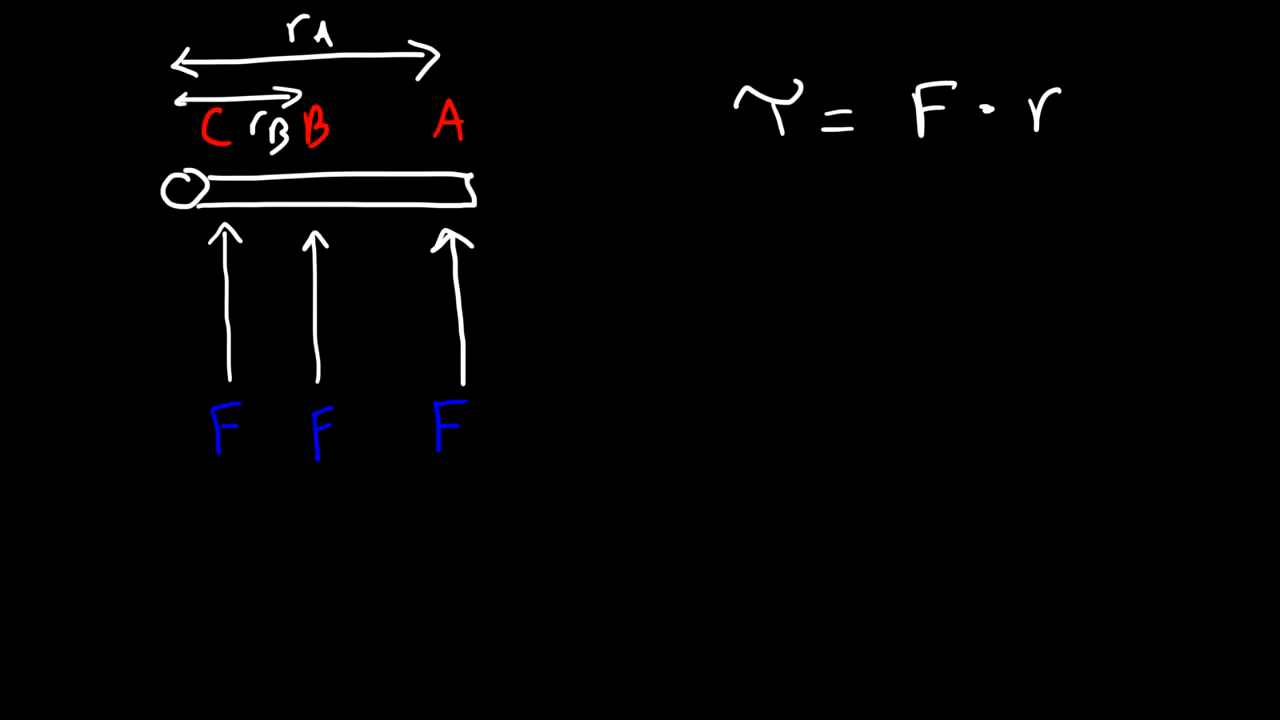 rA
C rB B A
τ = F · r
F F F